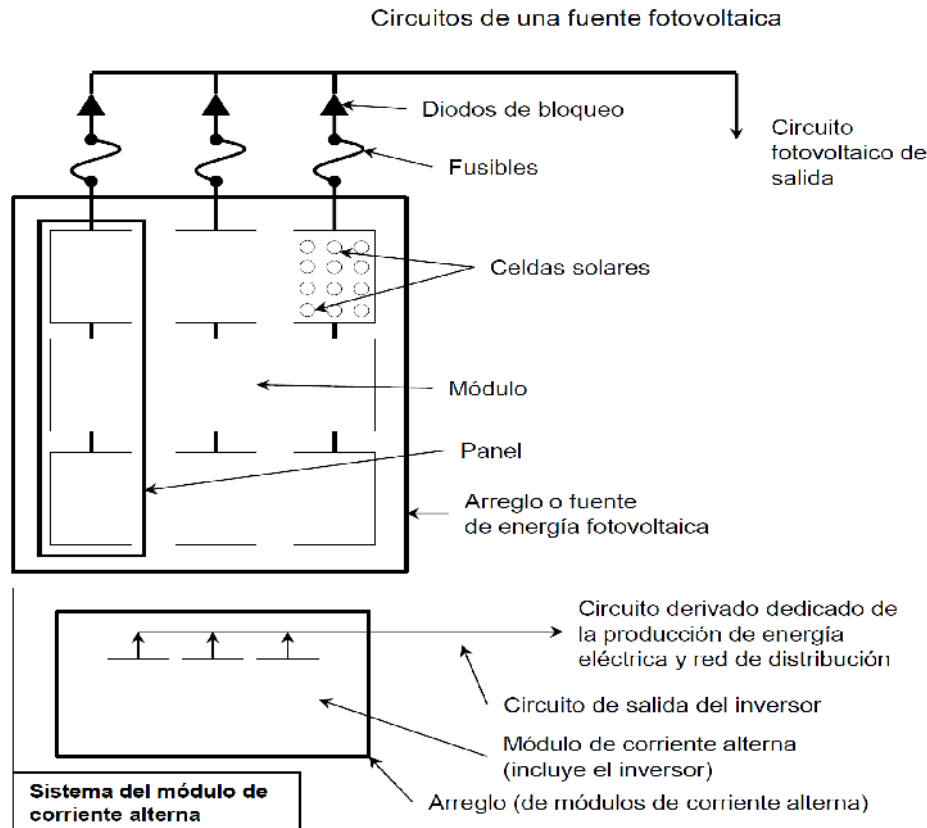 Circuitos de una fuente fotovoltaica
Diodos de bloqueo
Circuito
fotovoltaico de
salida
Fusibles
Celdas solares
Módulo
Panel
Arreglo o fuente
de energía fotovoltaica
Circuito derivado dedicado de
la producción de energía
eléctrica y red de distribución
Circuito de salida del inversor
Módulo de corriente alterna
(incluye el inversor)
Arreglo (de módulos de corriente alterna)
Sistema del módulo de
corriente alterna